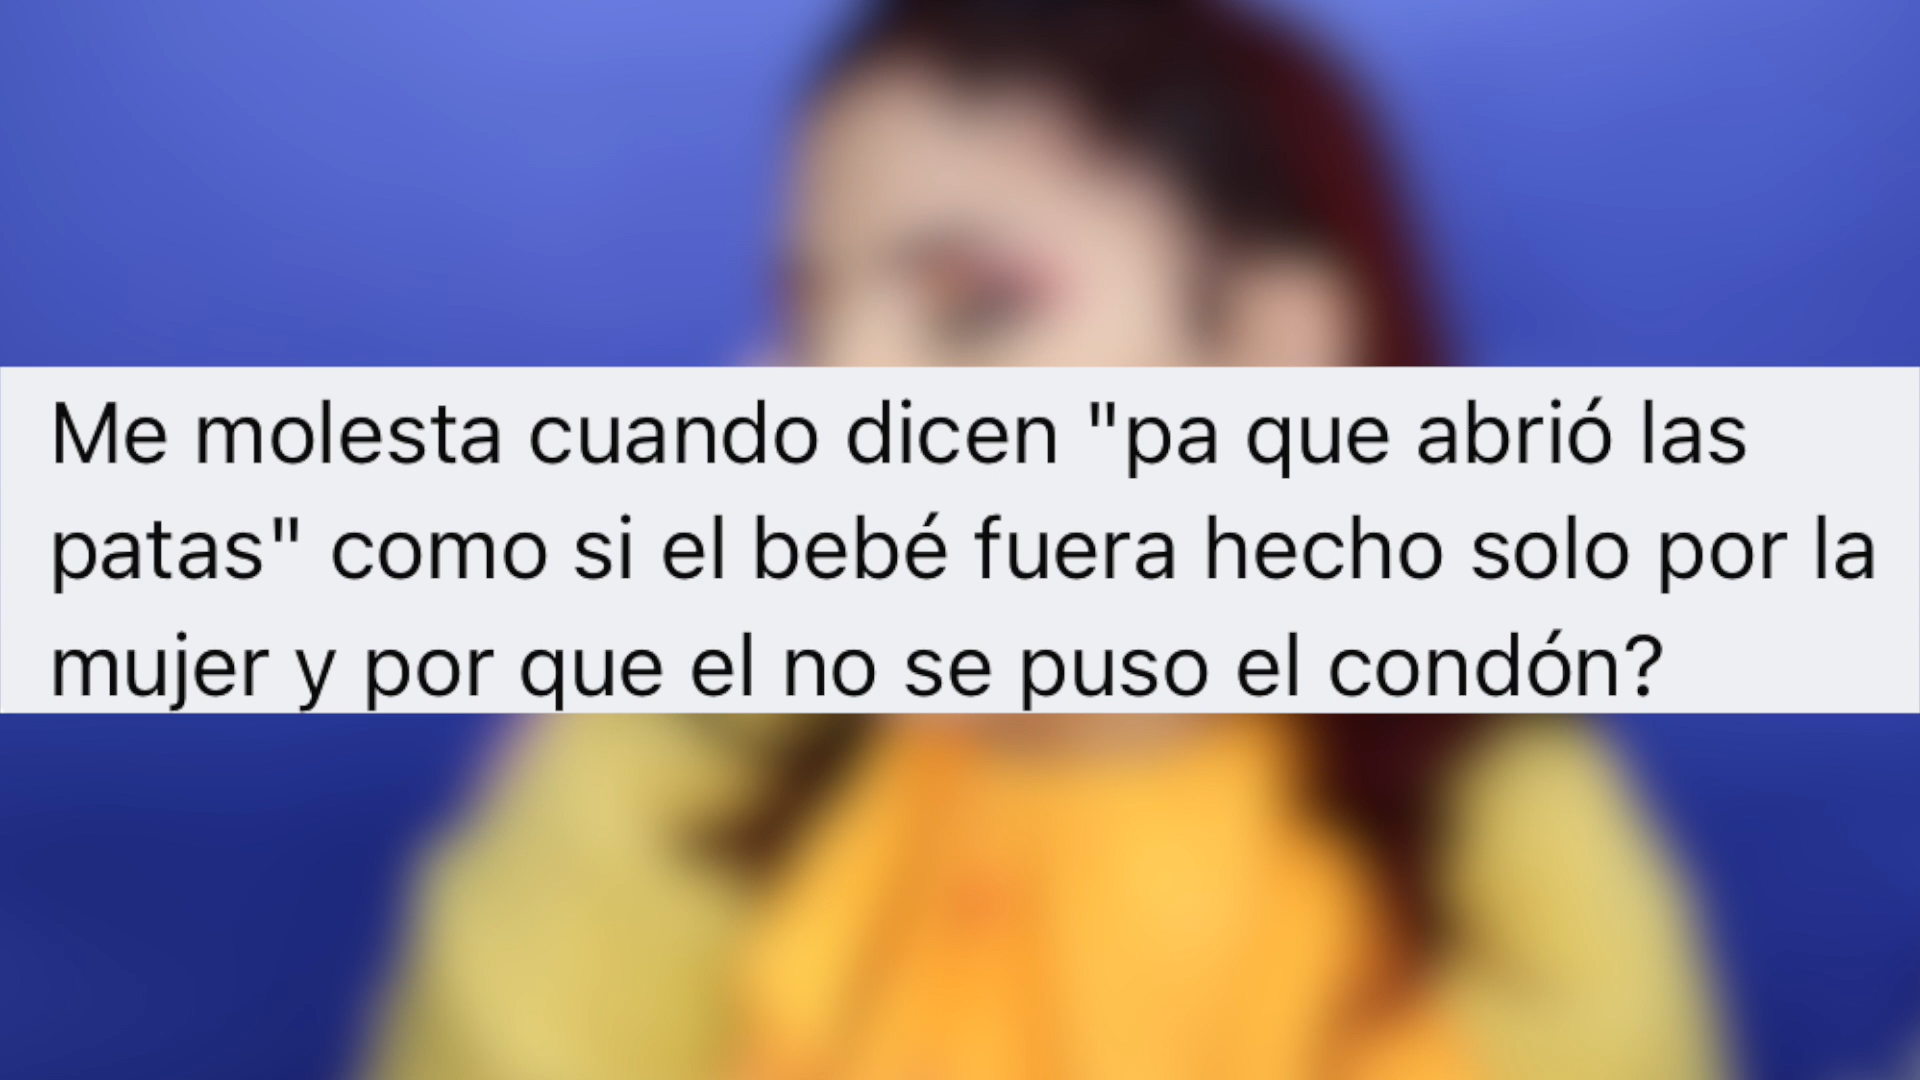 Me molesta cuando dicen "pa que abrió las
patas" como si el bebé fuera hecho solo por la
mujer y por que el no se puso el condón?